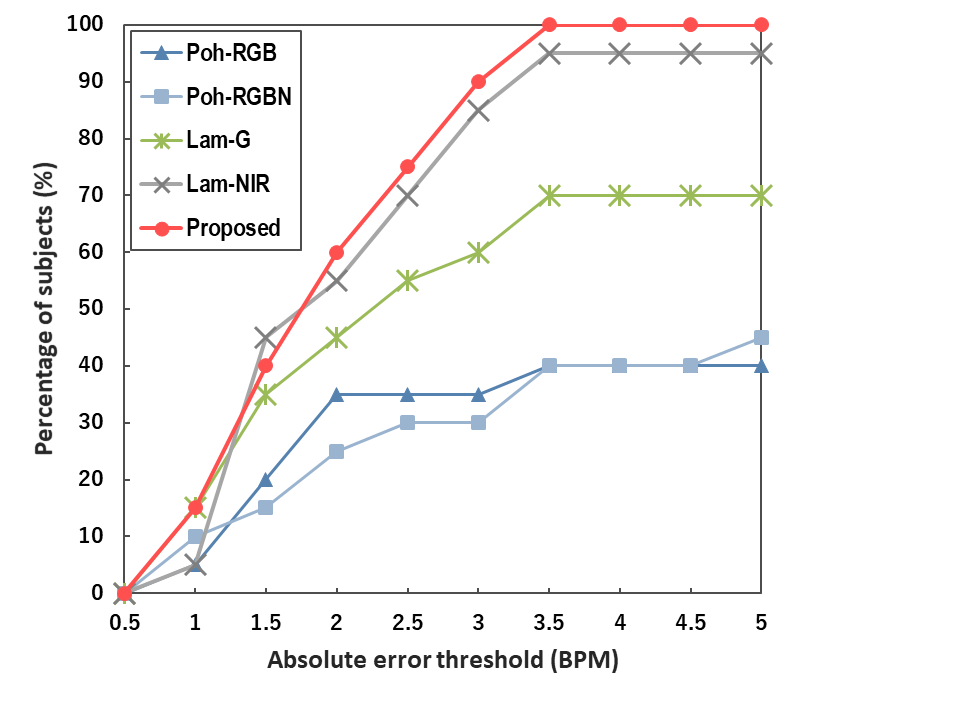 100
90
80
70
60
50
40
30
20
10
0
Percentage of subjects (%)
Poh-RGB
Poh-RGBN
Lam-G
Lam-NIR
Proposed
0.5 1 1.5 2 2.5 3 3.5 4 4.5 5
Absolute error threshold (BPM)